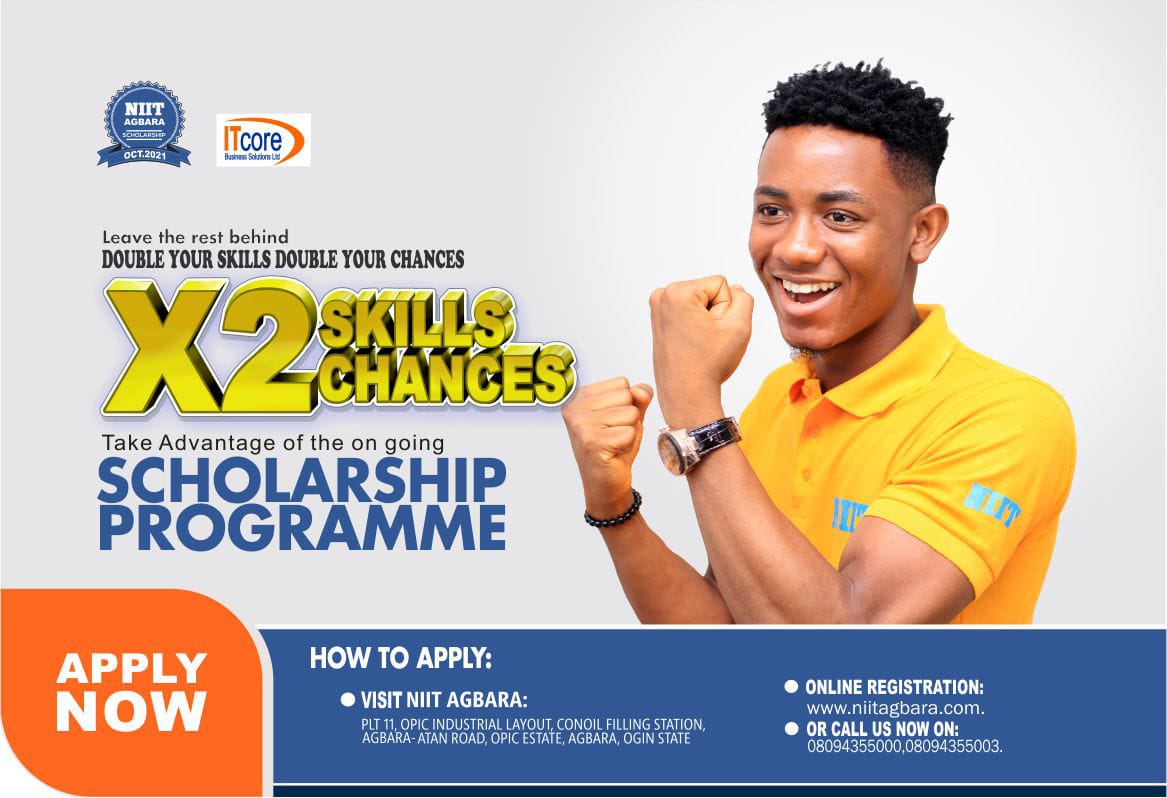 NIIT
AGBARA
SCHOLARSHIP
OCT.2021
ITcore
Business Solutions Ltd
Leave the rest behind
DOUBLE YOUR SKILLS DOUBLE YOUR CHANCES
X2 SKILLS
CHANCES
Take Advantage of the on going
SCHOLARSHIP
PROGRAMME
NIIT
NIIT
APPLY
NOW
HOW TO APPLY:
VISIT NIIT AGBARA:
PLT 11, OPIC INDUSTRIAL LAYOUT, CONOIL FILLING STATION,
AGBARA- ATAN ROAD, OPIC ESTATE, AGBARA, OGIN STATE
ONLINE REGISTRATION:
www.niitagbara.com.
OR CALL US NOW ON:
08094355000,08094355003.